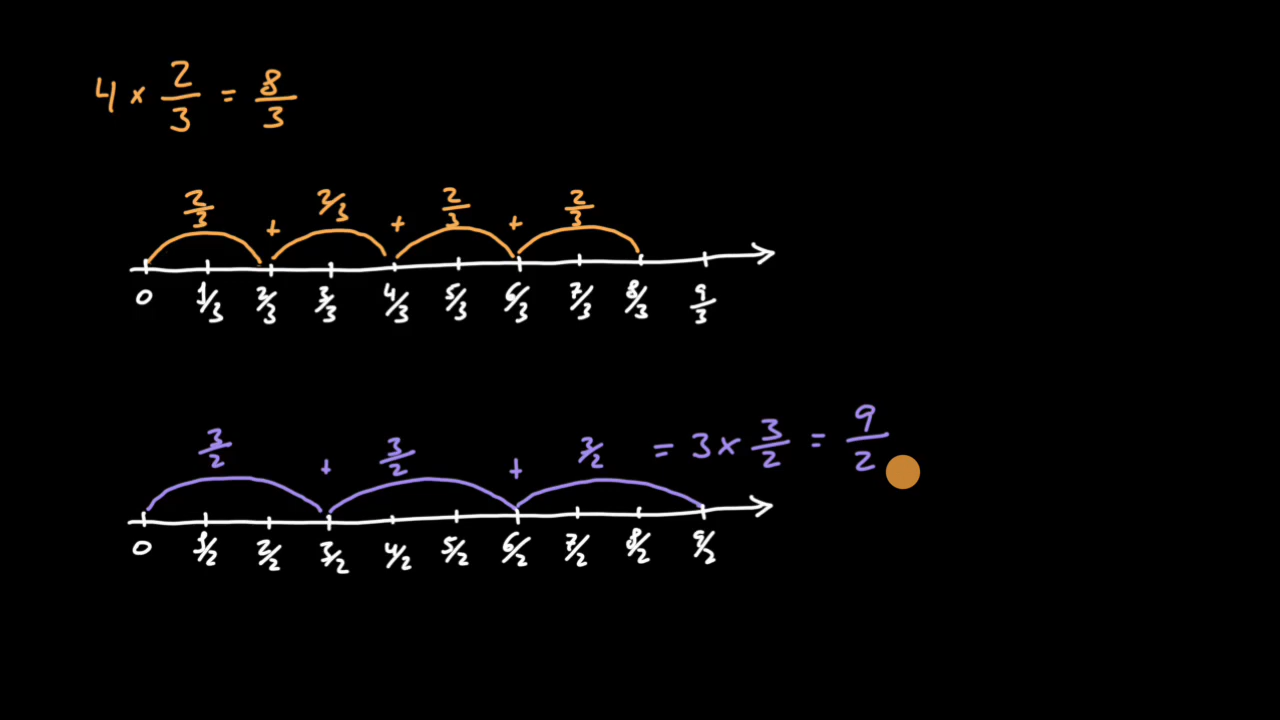 4 × 2/3 = 8/3
2/3 + 2/3 + 2/3 + 2/3
0 1/3 2/3 3/3 4/3 5/3 6/3 7/3 8/3 9/3
3/2 + 3/2 + 3/2 = 3 × 3/2 = 9/2
0 1/2 2/2 3/2 4/2 5/2 6/2 7/2 8/2 9/2